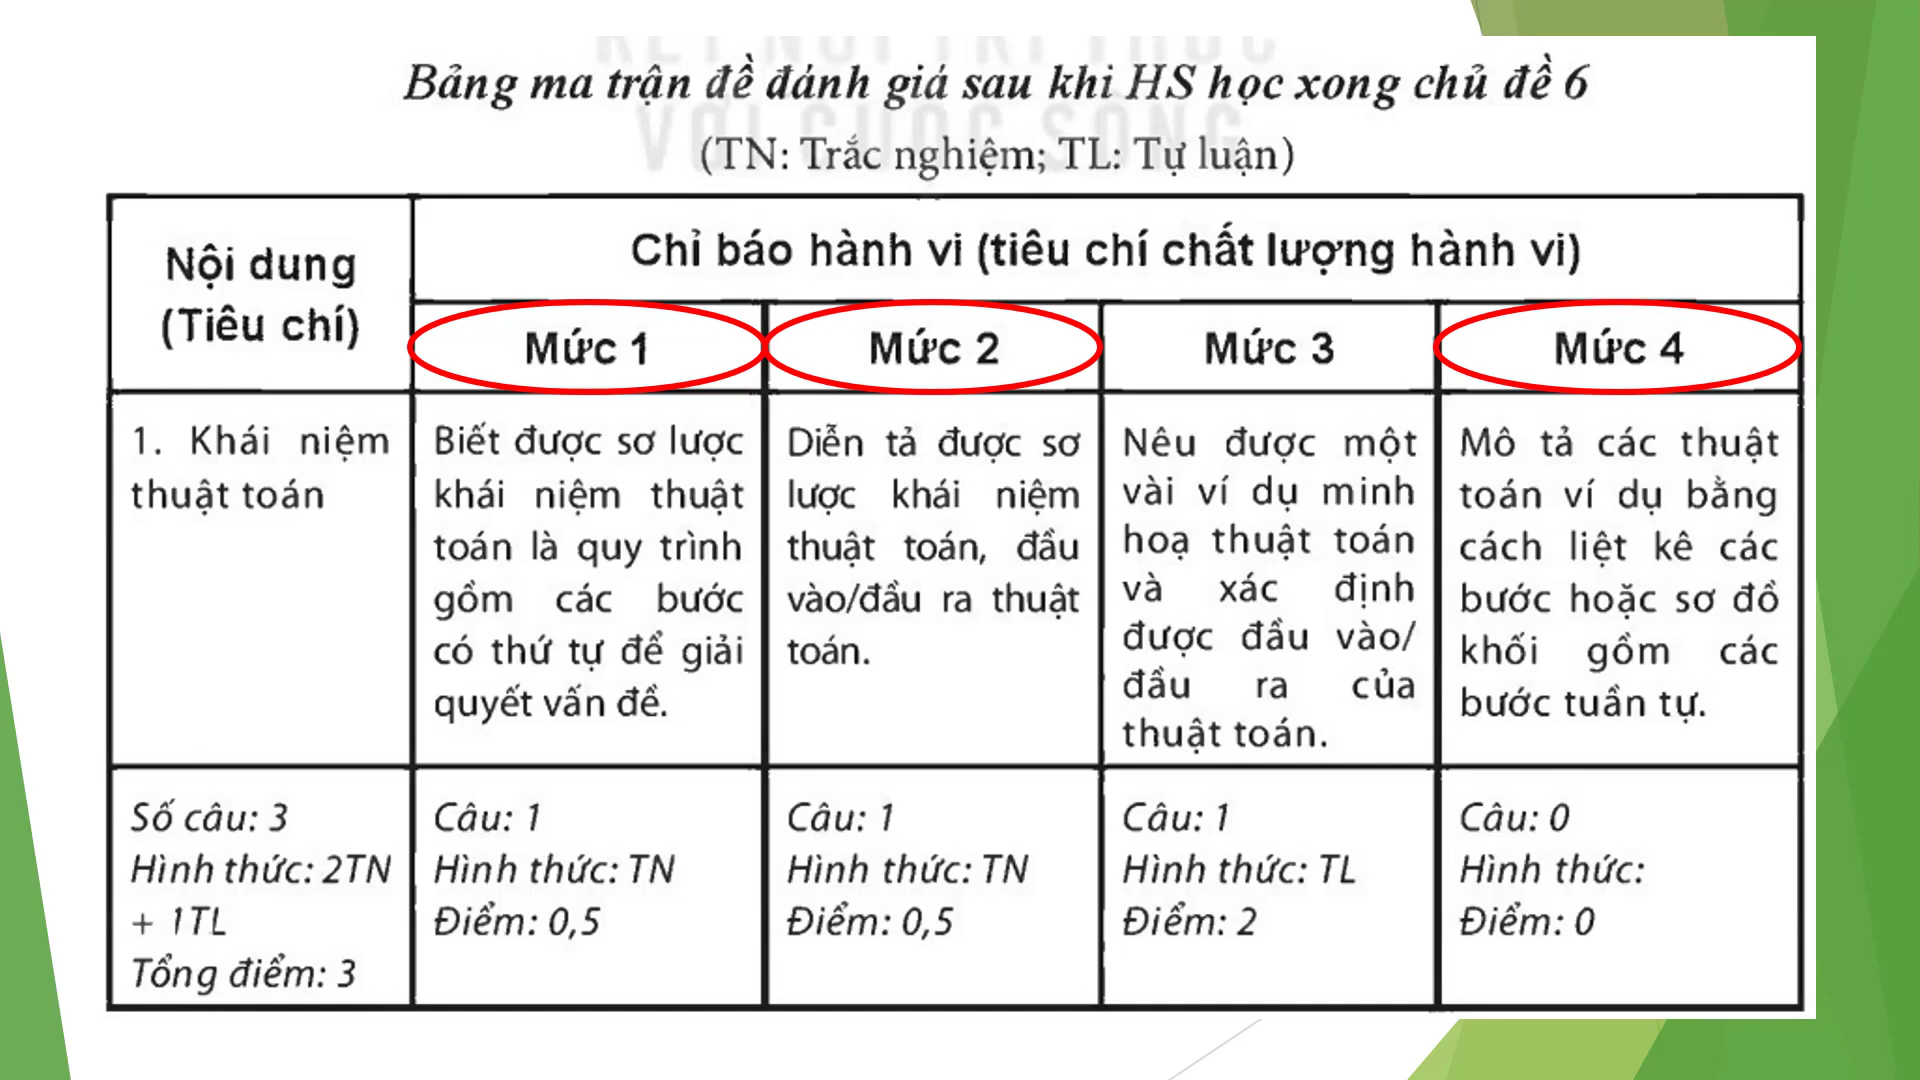 KẾT NỐI TRI THỨC
VỚI CUỘC SỐNG
Bảng ma trận đề đánh giá sau khi HS học xong chủ đề 6
(TN: Trắc nghiệm; TL: Tự luận)
Nội dung
(Tiêu chí)
Chỉ báo hành vi (tiêu chí chất lượng hành vi)
Mức 1
Mức 2
Mức 3
Mức 4
1. Khái niệm
thuật toán
Biết được sơ lược
khái niệm thuật
toán là quy trình
gồm các bước
có thứ tự để giải
quyết vấn đề.
Diễn tả được sơ
lược khái niệm
thuật toán, đầu
vào/đầu ra thuật
toán.
Nêu được một
vài ví dụ minh
hoạ thuật toán
và xác định
được đầu vào/
đầu ra của
thuật toán.
Mô tả các thuật
toán ví dụ bằng
cách liệt kê các
bước hoặc sơ đồ
khối gồm các
bước tuần tự.
Số câu: 3
Hình thức: 2TN
+ 1TL
Tổng điểm: 3
Câu: 1
Hình thức: TN
Điểm: 0,5
Câu: 1
Hình thức: TN
Điểm: 0,5
Câu: 1
Hình thức: TL
Điểm: 2
Câu: 0
Hình thức:
Điểm: 0